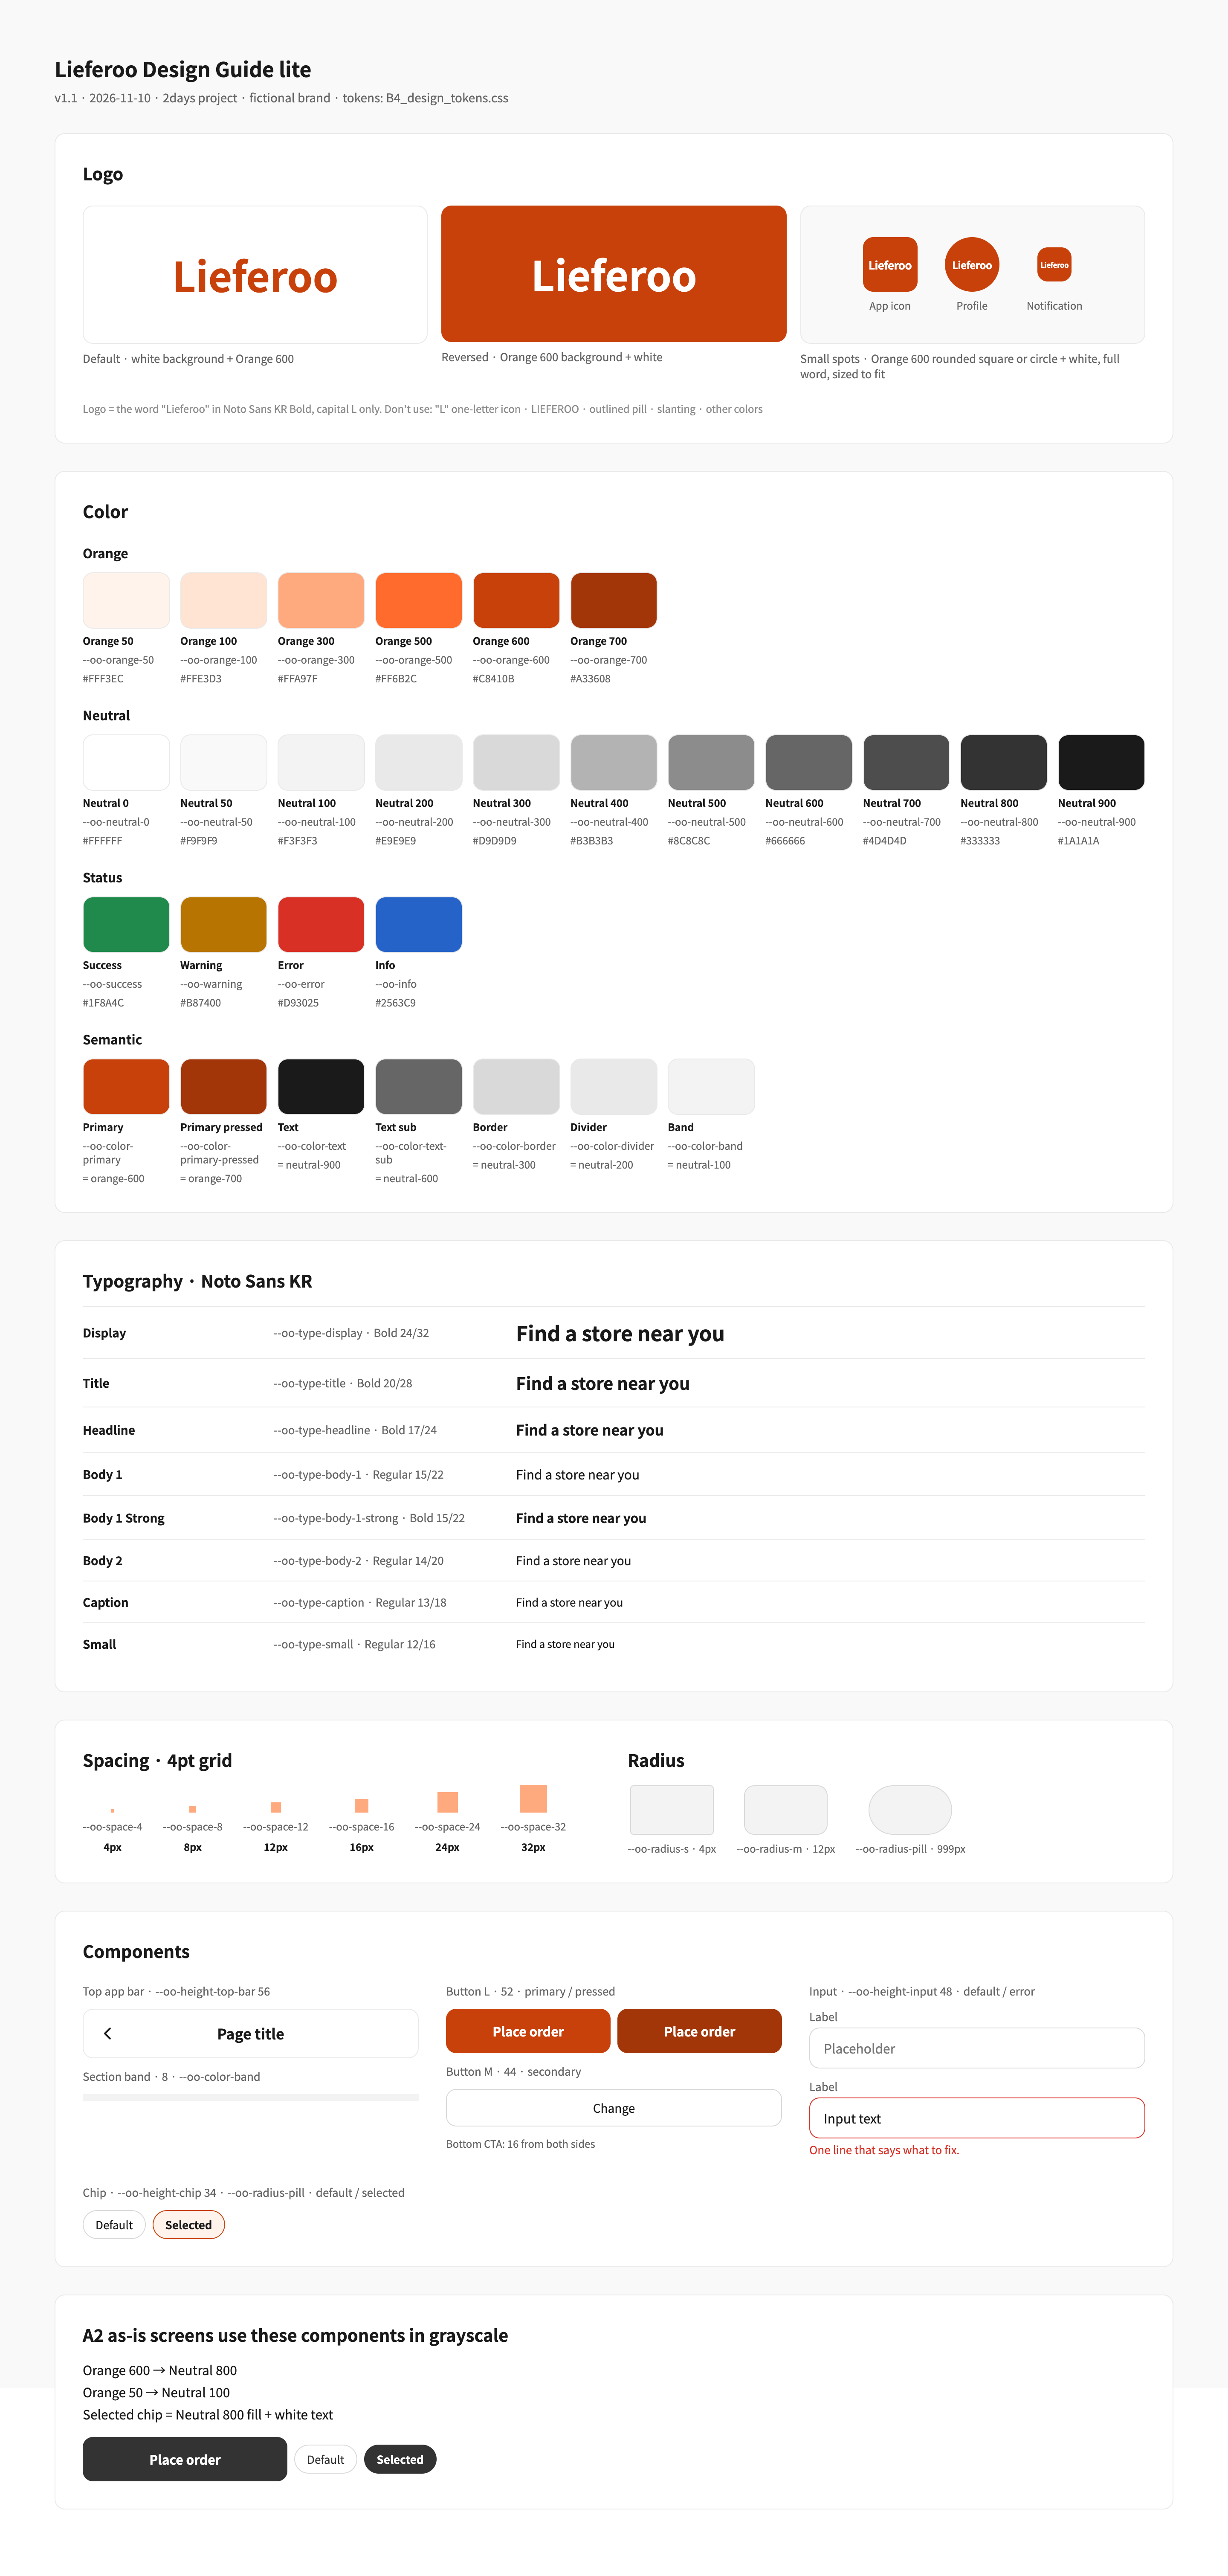 Lieferoo Design Guide lite
v1.1 · 2026-11-10 · 2days project · fictional brand · tokens: B4_design_tokens.css
Logo
Lieferoo
Default · white background + Orange 600
Lieferoo
Reversed · Orange 600 background + white
Lieferoo
App icon
Lieferoo
Profile
Lieferoo
Notification
Small spots · Orange 600 rounded square or circle + white, full
word, sized to fit
Logo = the word "Lieferoo" in Noto Sans KR Bold, capital L only. Don't use: "L" one-letter icon · LIEFEROO · outlined pill · slanting · other colors
Color
Orange
Orange 50 Orange 100 Orange 300 Orange 500 Orange 600 Orange 700
--oo-orange-50 --oo-orange-100 --oo-orange-300 --oo-orange-500 --oo-orange-600 --oo-orange-700
#FFF3EC #FFE3D3 #FFA97F #FF6B2C #C8410B #A33608
Neutral
Neutral 0 Neutral 50 Neutral 100 Neutral 200 Neutral 300 Neutral 400 Neutral 500 Neutral 600 Neutral 700 Neutral 800 Neutral 900
--oo-neutral-0 --oo-neutral-50 --oo-neutral-100 --oo-neutral-200 --oo-neutral-300 --oo-neutral-400 --oo-neutral-500 --oo-neutral-600 --oo-neutral-700 --oo-neutral-800 --oo-neutral-900
#FFFFFF #F9F9F9 #F3F3F3 #E9E9E9 #D9D9D9 #B3B3B3 #8C8C8C #666666 #4D4D4D #333333 #1A1A1A
Status
Success Warning Error Info
--oo-success --oo-warning --oo-error --oo-info
#1F8A4C #B87400 #D93025 #2563C9
Semantic
Primary
--oo-color-
primary
= orange-600
Primary pressed
--oo-color-
primary-pressed
= orange-700
Text
--oo-color-text
= neutral-900
Text sub
--oo-color-text-
sub
= neutral-600
Border
--oo-color-border
= neutral-300
Divider
--oo-color-divider
= neutral-200
Band
--oo-color-band
= neutral-100
Typography · Noto Sans KR
Display --oo-type-display · Bold 24/32 Find a store near you
Title --oo-type-title · Bold 20/28 Find a store near you
Headline --oo-type-headline · Bold 17/24 Find a store near you
Body 1 --oo-type-body-1 · Regular 15/22 Find a store near you
Body 1 Strong --oo-type-body-1-strong · Bold 15/22 Find a store near you
Body 2 --oo-type-body-2 · Regular 14/20 Find a store near you
Caption --oo-type-caption · Regular 13/18 Find a store near you
Small --oo-type-small · Regular 12/16 Find a store near you
Spacing · 4pt grid
--oo-space-4 --oo-space-8 --oo-space-12 --oo-space-16 --oo-space-24 --oo-space-32
4px 8px 12px 16px 24px 32px
Radius
--oo-radius-s · 4px --oo-radius-m · 12px --oo-radius-pill · 999px
Components
Top app bar · --oo-height-top-bar 56
Page title
Section band · 8 · --oo-color-band
Button L · 52 · primary / pressed
Place order Place order
Button M · 44 · secondary
Change
Bottom CTA: 16 from both sides
Input · --oo-height-input 48 · default / error
Label
Placeholder
Label
Input text
One line that says what to fix.
Chip · --oo-height-chip 34 · --oo-radius-pill · default / selected
Default Selected
A2 as-is screens use these components in grayscale
Orange 600 → Neutral 800
Orange 50 → Neutral 100
Selected chip = Neutral 800 fill + white text
Place order Default Selected